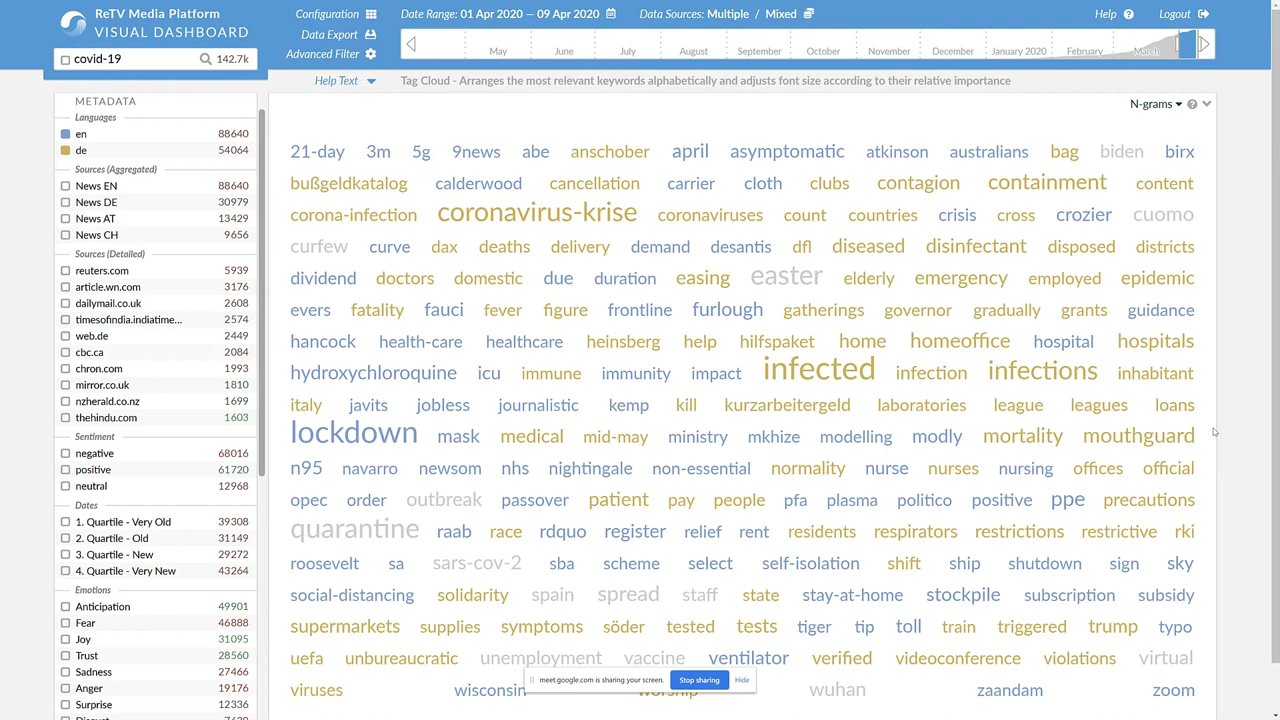 ReTV Media Platform
VISUAL DASHBOARD
Configuration
Data Export
Advanced Filter
Date Range: 01 Apr 2020 — 09 Apr 2020
Data Sources: Multiple / Mixed
Help
Logout
covid-19 142.7k
May June July August September October November December January 2020 February March
Help Text
Tag Cloud - Arranges the most relevant keywords alphabetically and adjusts font size according to their relative importance
METADATA
Languages
en 88640
de 54064
Sources (Aggregated)
News EN 88640
News DE 30979
News AT 13429
News CH 9656
Sources (Detailed)
reuters.com 5939
article.wn.com 3176
dailymail.co.uk 2608
timesofindia.indiatime... 2574
web.de 2449
cbc.ca 2084
chron.com 1993
mirror.co.uk 1810
nzherald.co.nz 1699
thehindu.com 1603
Sentiment
negative 68016
positive 61720
neutral 12968
Dates
1. Quartile - Very Old 39308
2. Quartile - Old 31149
3. Quartile - New 29272
4. Quartile - Very New 43264
Emotions
Anticipation 49901
Fear 46888
Joy 31095
Trust 28560
Sadness 27466
Anger 19176
Surprise 12336
N-grams
21-day 3m 5g 9news abe anschober april asymptomatic atkinson australians bag biden birx
bußgeldkatalog calderwood cancellation carrier cloth clubs contagion containment content
corona-infection coronavirus-krise coronaviruses count countries crisis cross crozier cuomo
curfew curve dax deaths delivery demand desantis dfl diseased disinfectant disposed districts
dividend doctors domestic due duration easing easter elderly emergency employed epidemic
evers fatality fauci fever figure frontline furlough gatherings governor gradually grants guidance
hancock health-care healthcare heinsberg help hilfspaket home homeoffice hospital hospitals
hydroxychloroquine icu immune immunity impact infected infection infections inhabitant
italy javits jobless journalistic kemp kill kurzarbeitergeld laboratories league leagues loans
lockdown mask medical mid-may ministry mkhize modelling modly mortality mouthguard
n95 navarro newsom nhs nightingale non-essential normality nurse nurses nursing offices official
opec order outbreak passover patient pay people pfa plasma politico positive ppe precautions
quarantine raab race rdquo register relief rent residents respirators restrictions restrictive rki
roosevelt sa sars-cov-2 sba scheme select self-isolation shift ship shutdown sign sky
social-distancing solidarity spain spread staff state stay-at-home stockpile subscription subsidy
supermarkets supplies symptoms söder tested tests tiger tip toll train triggered trump typo
uefa unbureaucratic unemployment vaccine ventilator verified videoconference violations virtual
viruses wisconsin worship wuhan zaandam zoom
meet.google.com is sharing your screen. Stop sharing Hide